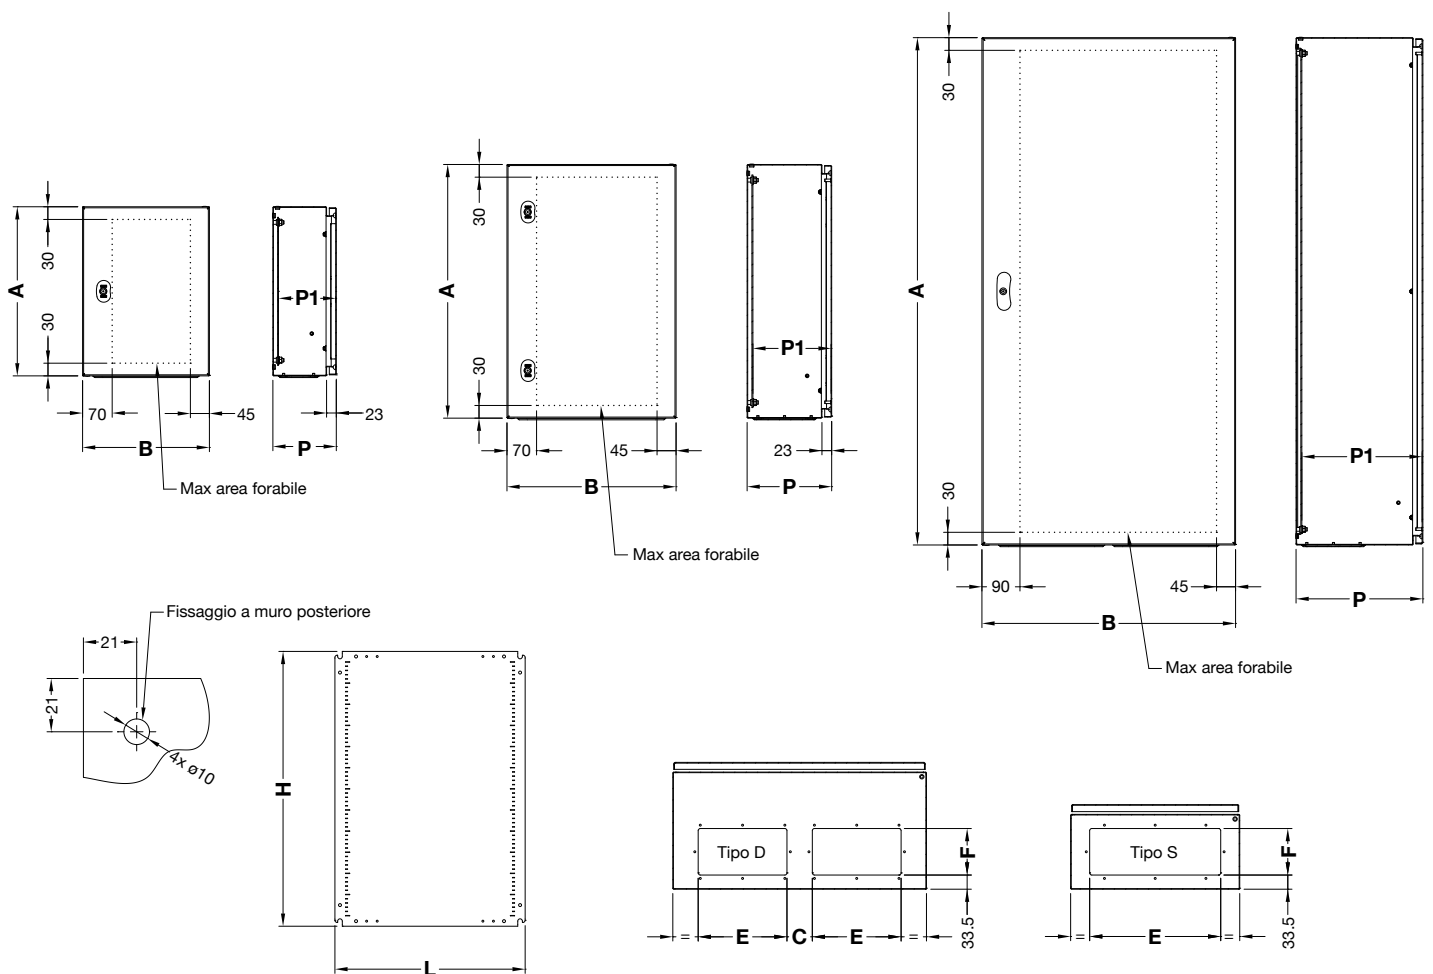 30
A
30
70
45
B
Max area forabile
P1
23
P
30
A
30
70
45
B
Max area forabile
P1
23
P
30
A
30
90
45
B
Max area forabile
P1
P
Fissaggio a muro posteriore
21
21
4x ø10
H
L
Tipo D
F
33.5
=
E
C
E
=
Tipo S
F
33.5
=
E
=